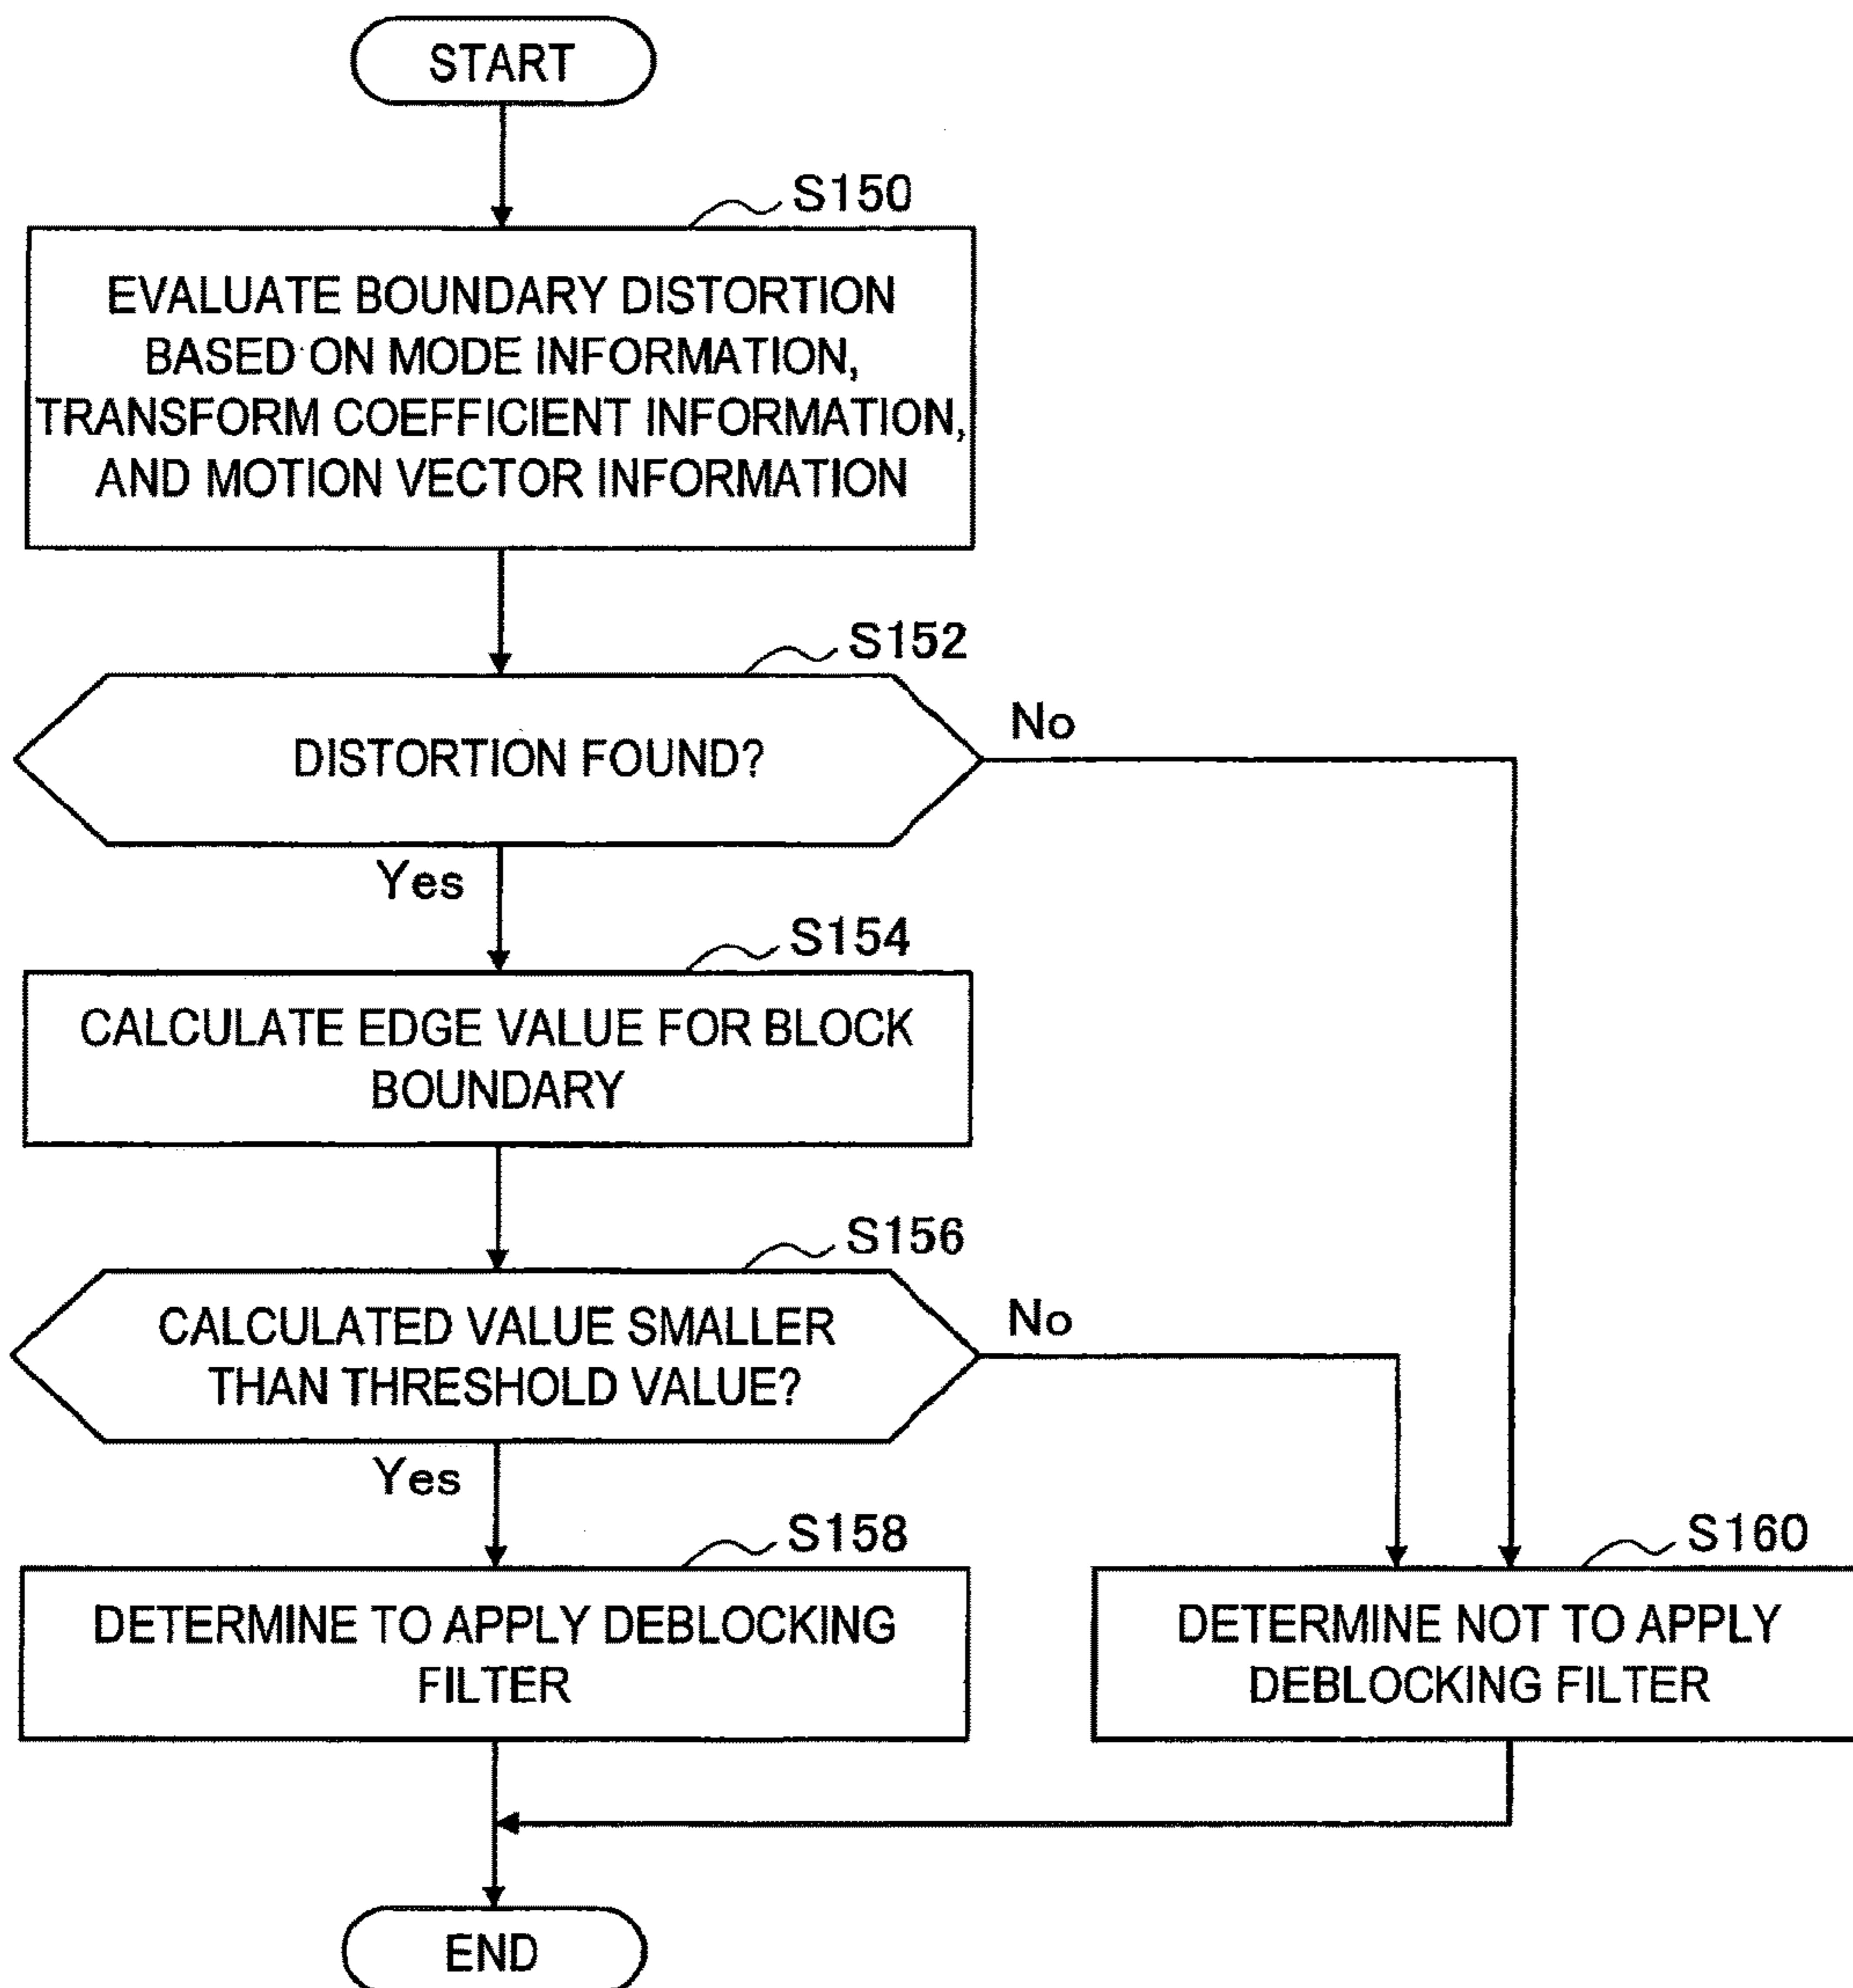 START
S150
EVALUATE BOUNDARY DISTORTION
BASED ON MODE INFORMATION,
TRANSFORM COEFFICIENT INFORMATION,
AND MOTION VECTOR INFORMATION
S152
DISTORTION FOUND?
No
Yes
S154
CALCULATE EDGE VALUE FOR BLOCK
BOUNDARY
S156
CALCULATED VALUE SMALLER
THAN THRESHOLD VALUE?
No
Yes
S158
DETERMINE TO APPLY DEBLOCKING
FILTER
S160
DETERMINE NOT TO APPLY
DEBLOCKING FILTER
END